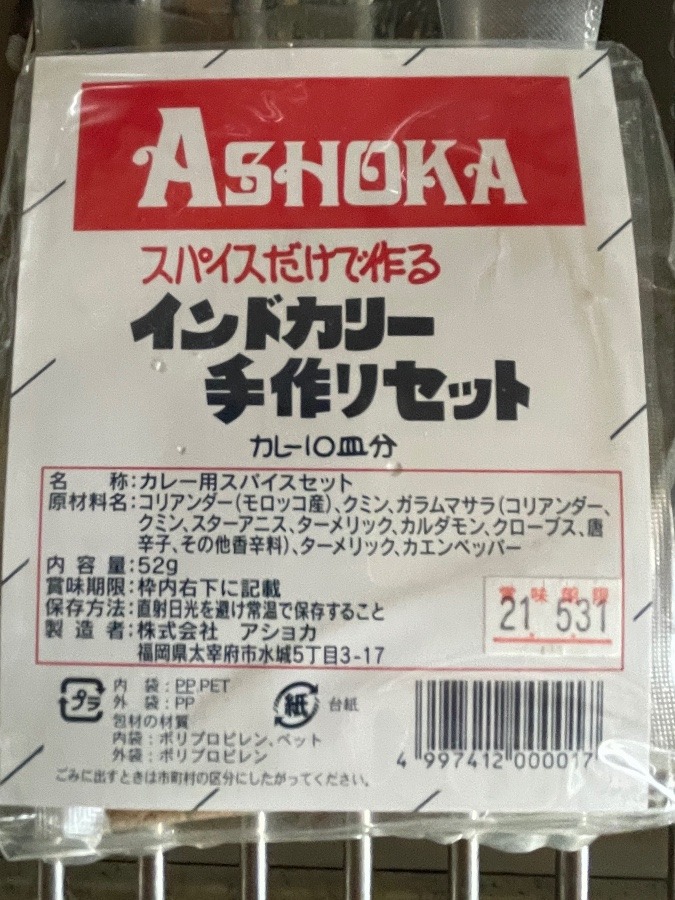 ASHOKA
スパイスだけで作る
インドカリー
手作りセット
カレー10皿分
名　　称：カレー用スパイスセット
原材料名：コリアンダー（モロッコ産）、クミン、ガラムマサラ（コリアンダー、
クミン、スターアニス、ターメリック、カルダモン、クローブス、唐
辛子、その他香辛料）、ターメリック、カエンペッパー
内 容 量：52g
賞味期限：枠内右下に記載
保存方法：直射日光を避け常温で保存すること
製 造 者：株式会社　アショカ
福岡県太宰府市水城5丁目3-17
賞味期限
21. 531
プラ
内　袋：PP,PET
外　袋：PP
包材の材質
内袋：ポリプロピレン、ペット
外袋：ポリプロピレン
紙
台紙
4 997412 000017
ごみに出すときは市町村の区分にしたがってください。